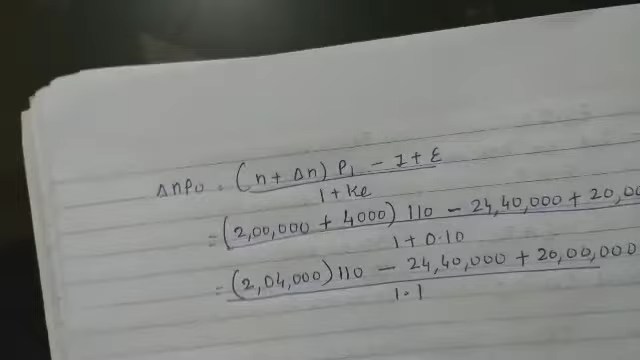 ΔnP0 = (n + Δn) P1 - I + E
1 + Ke
= (2,00,000 + 4000) 110 - 24,40,000 + 20,00
1 + 0.10
= (2,04,000) 110 - 24,40,000 + 20,00,000
1.1